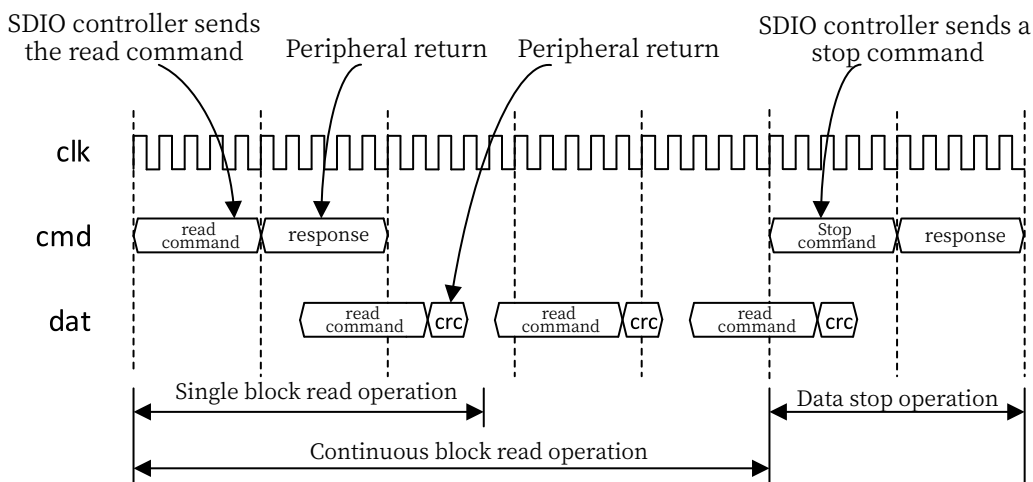 SDIO controller sends
the read command
Peripheral return
Peripheral return
SDIO controller sends a
stop command
clk
cmd
read
command
response
Stop
command
response
dat
read
command
crc
read
command
crc
read
command
crc
Single block read operation
Data stop operation
Continuous block read operation